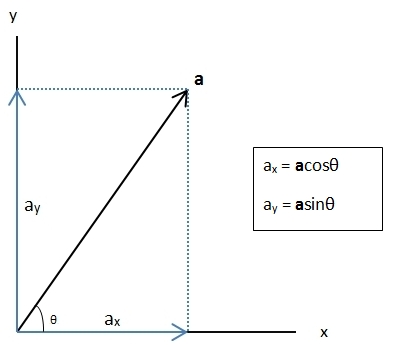 y
a
aₓ = acosθ
aᵧ = asinθ
aᵧ
θ
aₓ
x